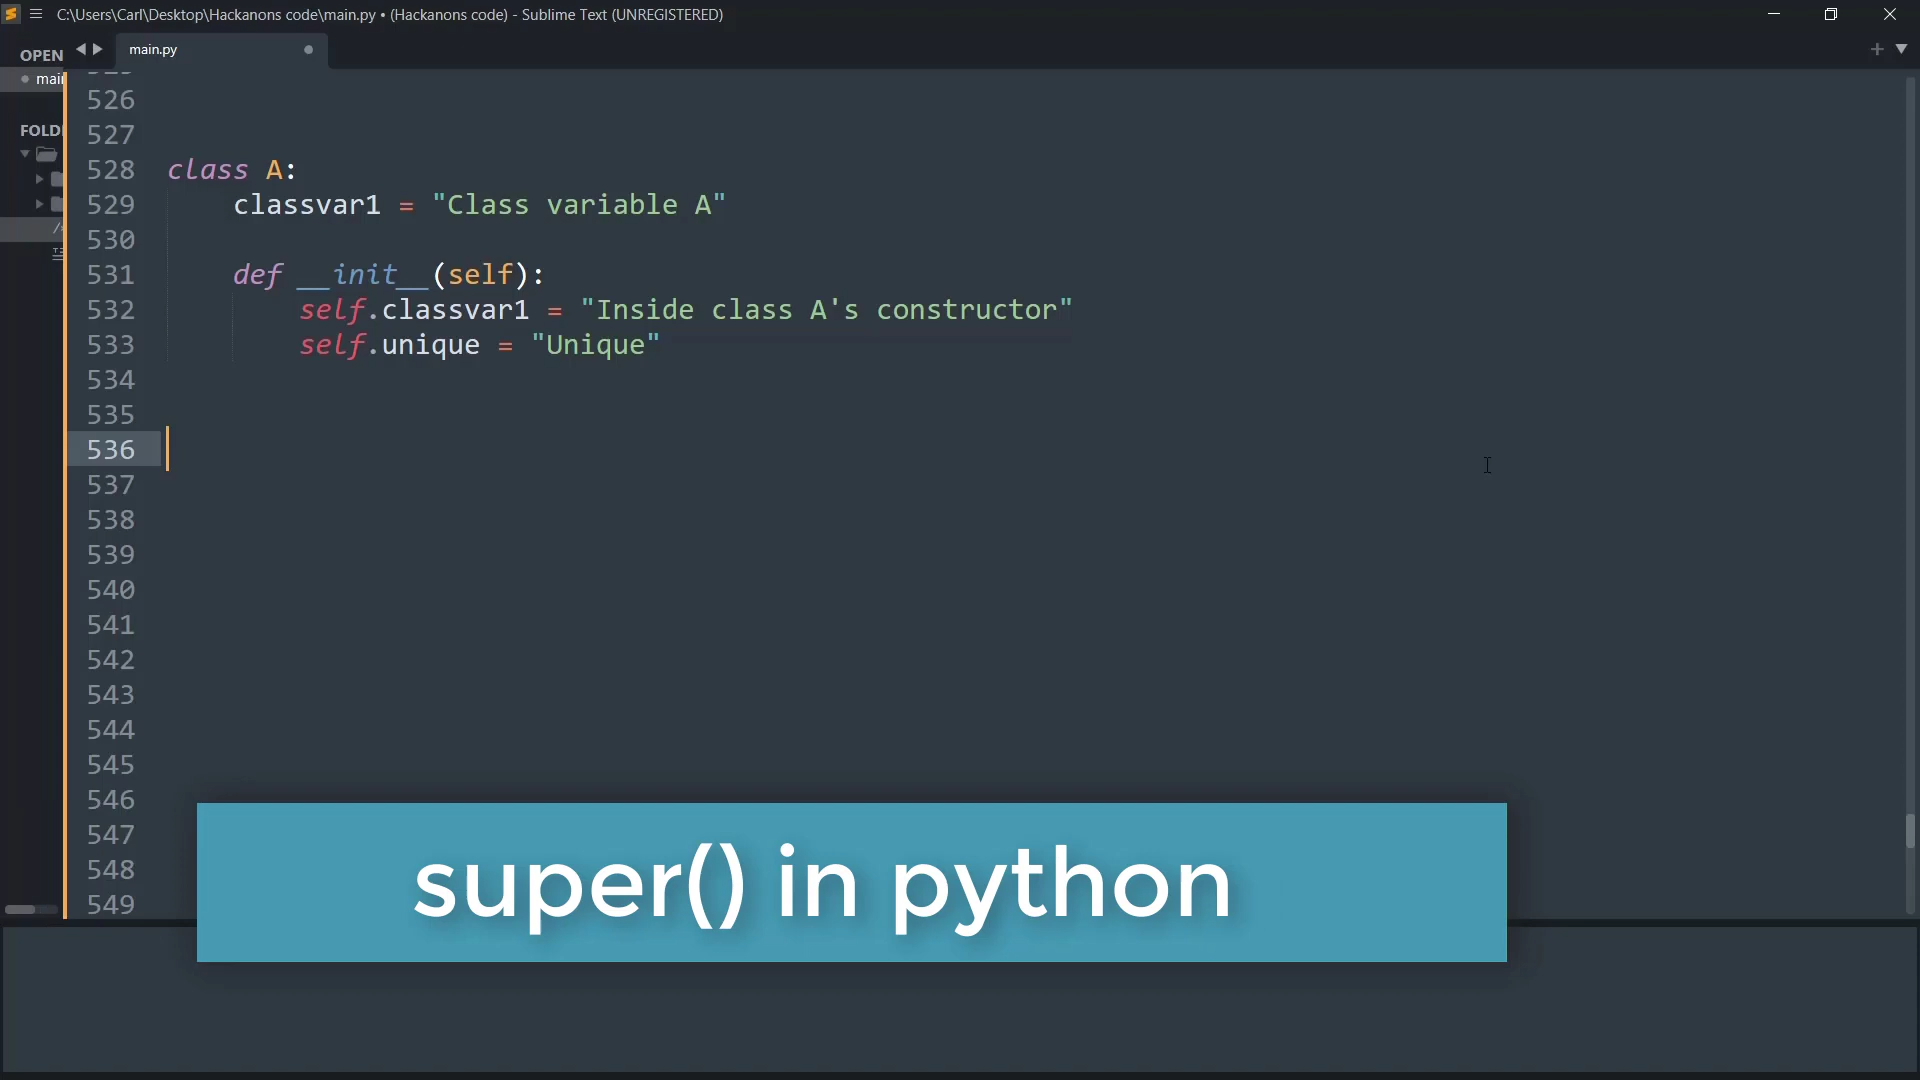 C:\Users\Carl\Desktop\Hackanons code\main.py • (Hackanons code) - Sublime Text (UNREGISTERED)
OPEN
main.py
526
527
528 class A:
529 classvar1 = "Class variable A"
530
531 def __init__(self):
532 self.classvar1 = "Inside class A's constructor"
533 self.unique = "Unique"
534
535
536
537
538
539
540
541
542
543
544
545
546
547
548
549
super() in python